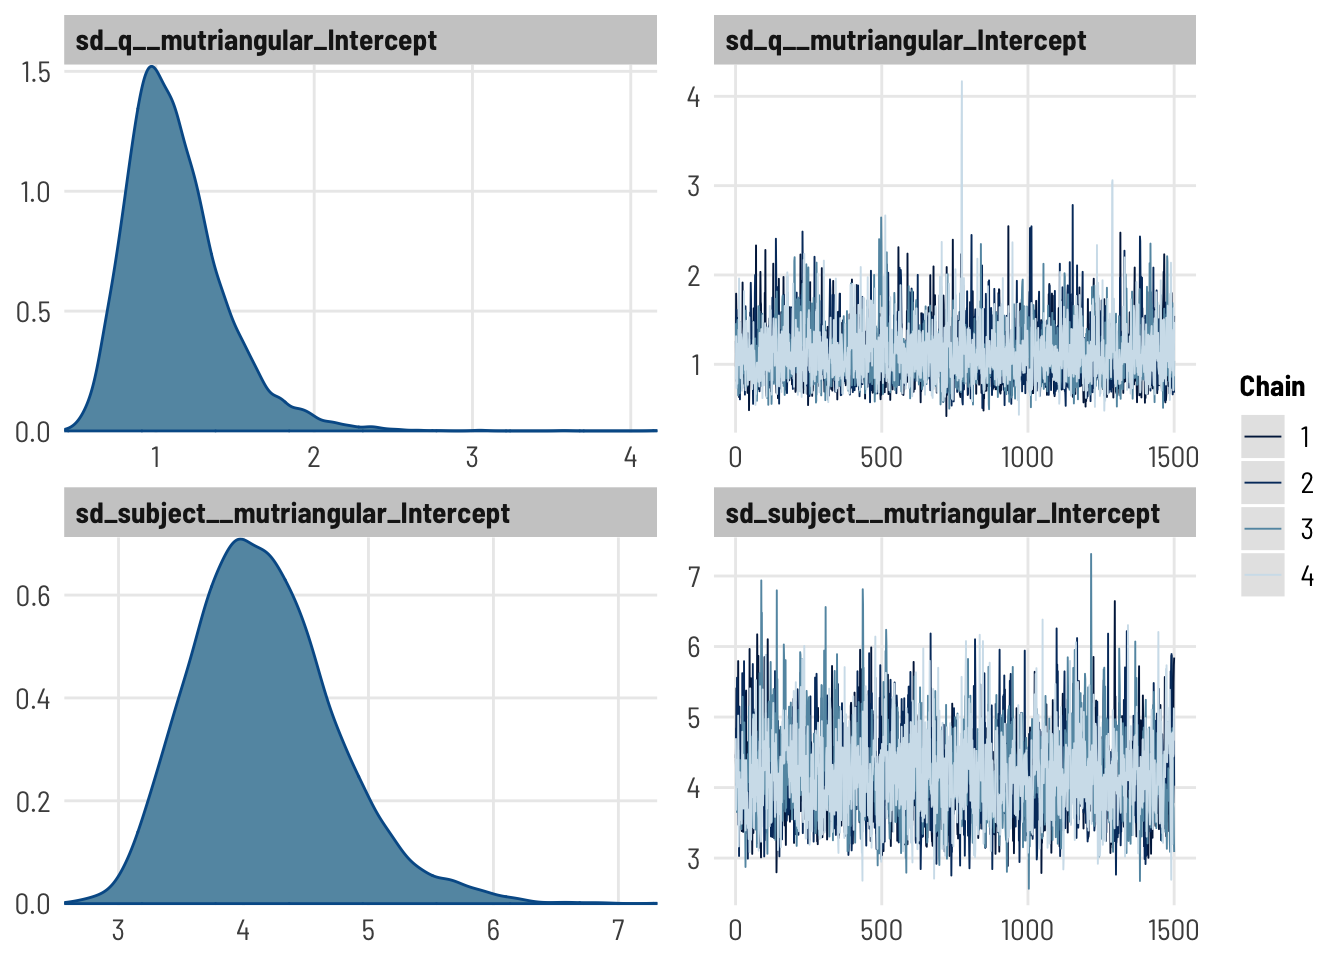 sd_q__mutriangular_Intercept
sd_q__mutriangular_Intercept
1.5
1.0
0.5
0.0
1 2 3 4
4
3
2
1
0 500 1000 1500
sd_subject__mutriangular_Intercept
sd_subject__mutriangular_Intercept
0.6
0.4
0.2
0.0
3 4 5 6 7
7
6
5
4
3
0 500 1000 1500
Chain
1
2
3
4